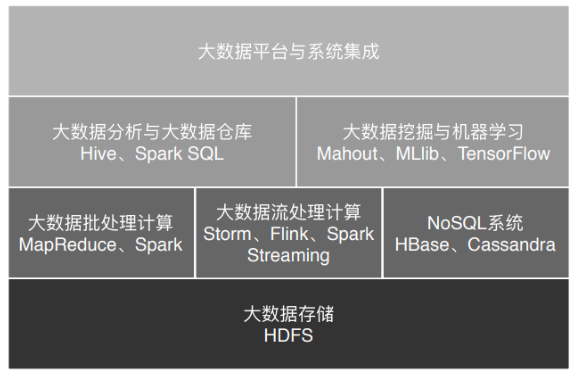 大数据平台与系统集成
大数据分析与大数据仓库
Hive、Spark SQL
大数据挖掘与机器学习
Mahout、MLlib、TensorFlow
大数据批处理计算
MapReduce、Spark
大数据流处理计算
Storm、Flink、Spark
Streaming
NoSQL系统
HBase、Cassandra
大数据存储
HDFS